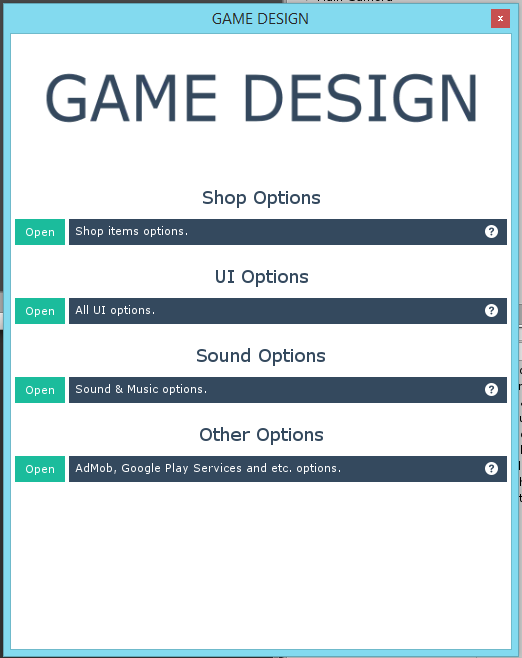 GAME DESIGN
x
GAME DESIGN
Shop Options
Open
Shop items options.
?
UI Options
Open
All UI options.
?
Sound Options
Open
Sound & Music options.
?
Other Options
Open
AdMob, Google Play Services and etc. options.
?